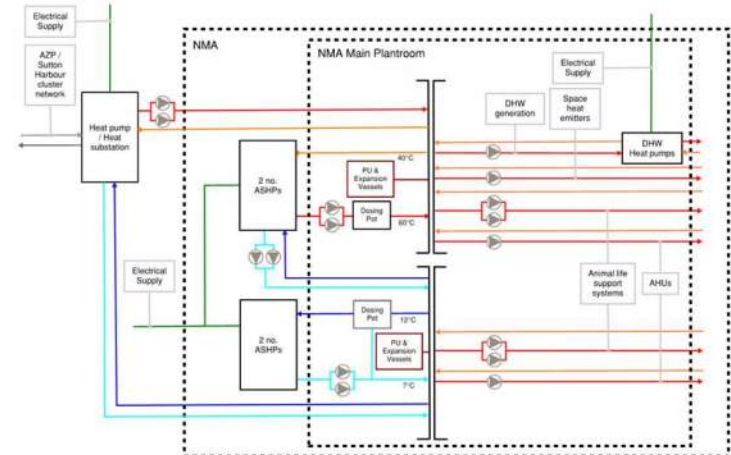 Electrical
Supply
AZP /
Sutton
Harbour
cluster
network
Heat pump
/ Heat
substation
NMA
NMA Main Plantroom
Electrical
Supply
DHW
generation
Space
heat
emitters
DHW
Heat pumps
2 no.
ASHPs
40°C
PU &
Expansion
Vessels
Dosing
Pot
60°C
Electrical
Supply
Animal life
support
systems
AHUs
2 no.
ASHPs
Dosing
Pot
12°C
PU &
Expansion
Vessels
7°C